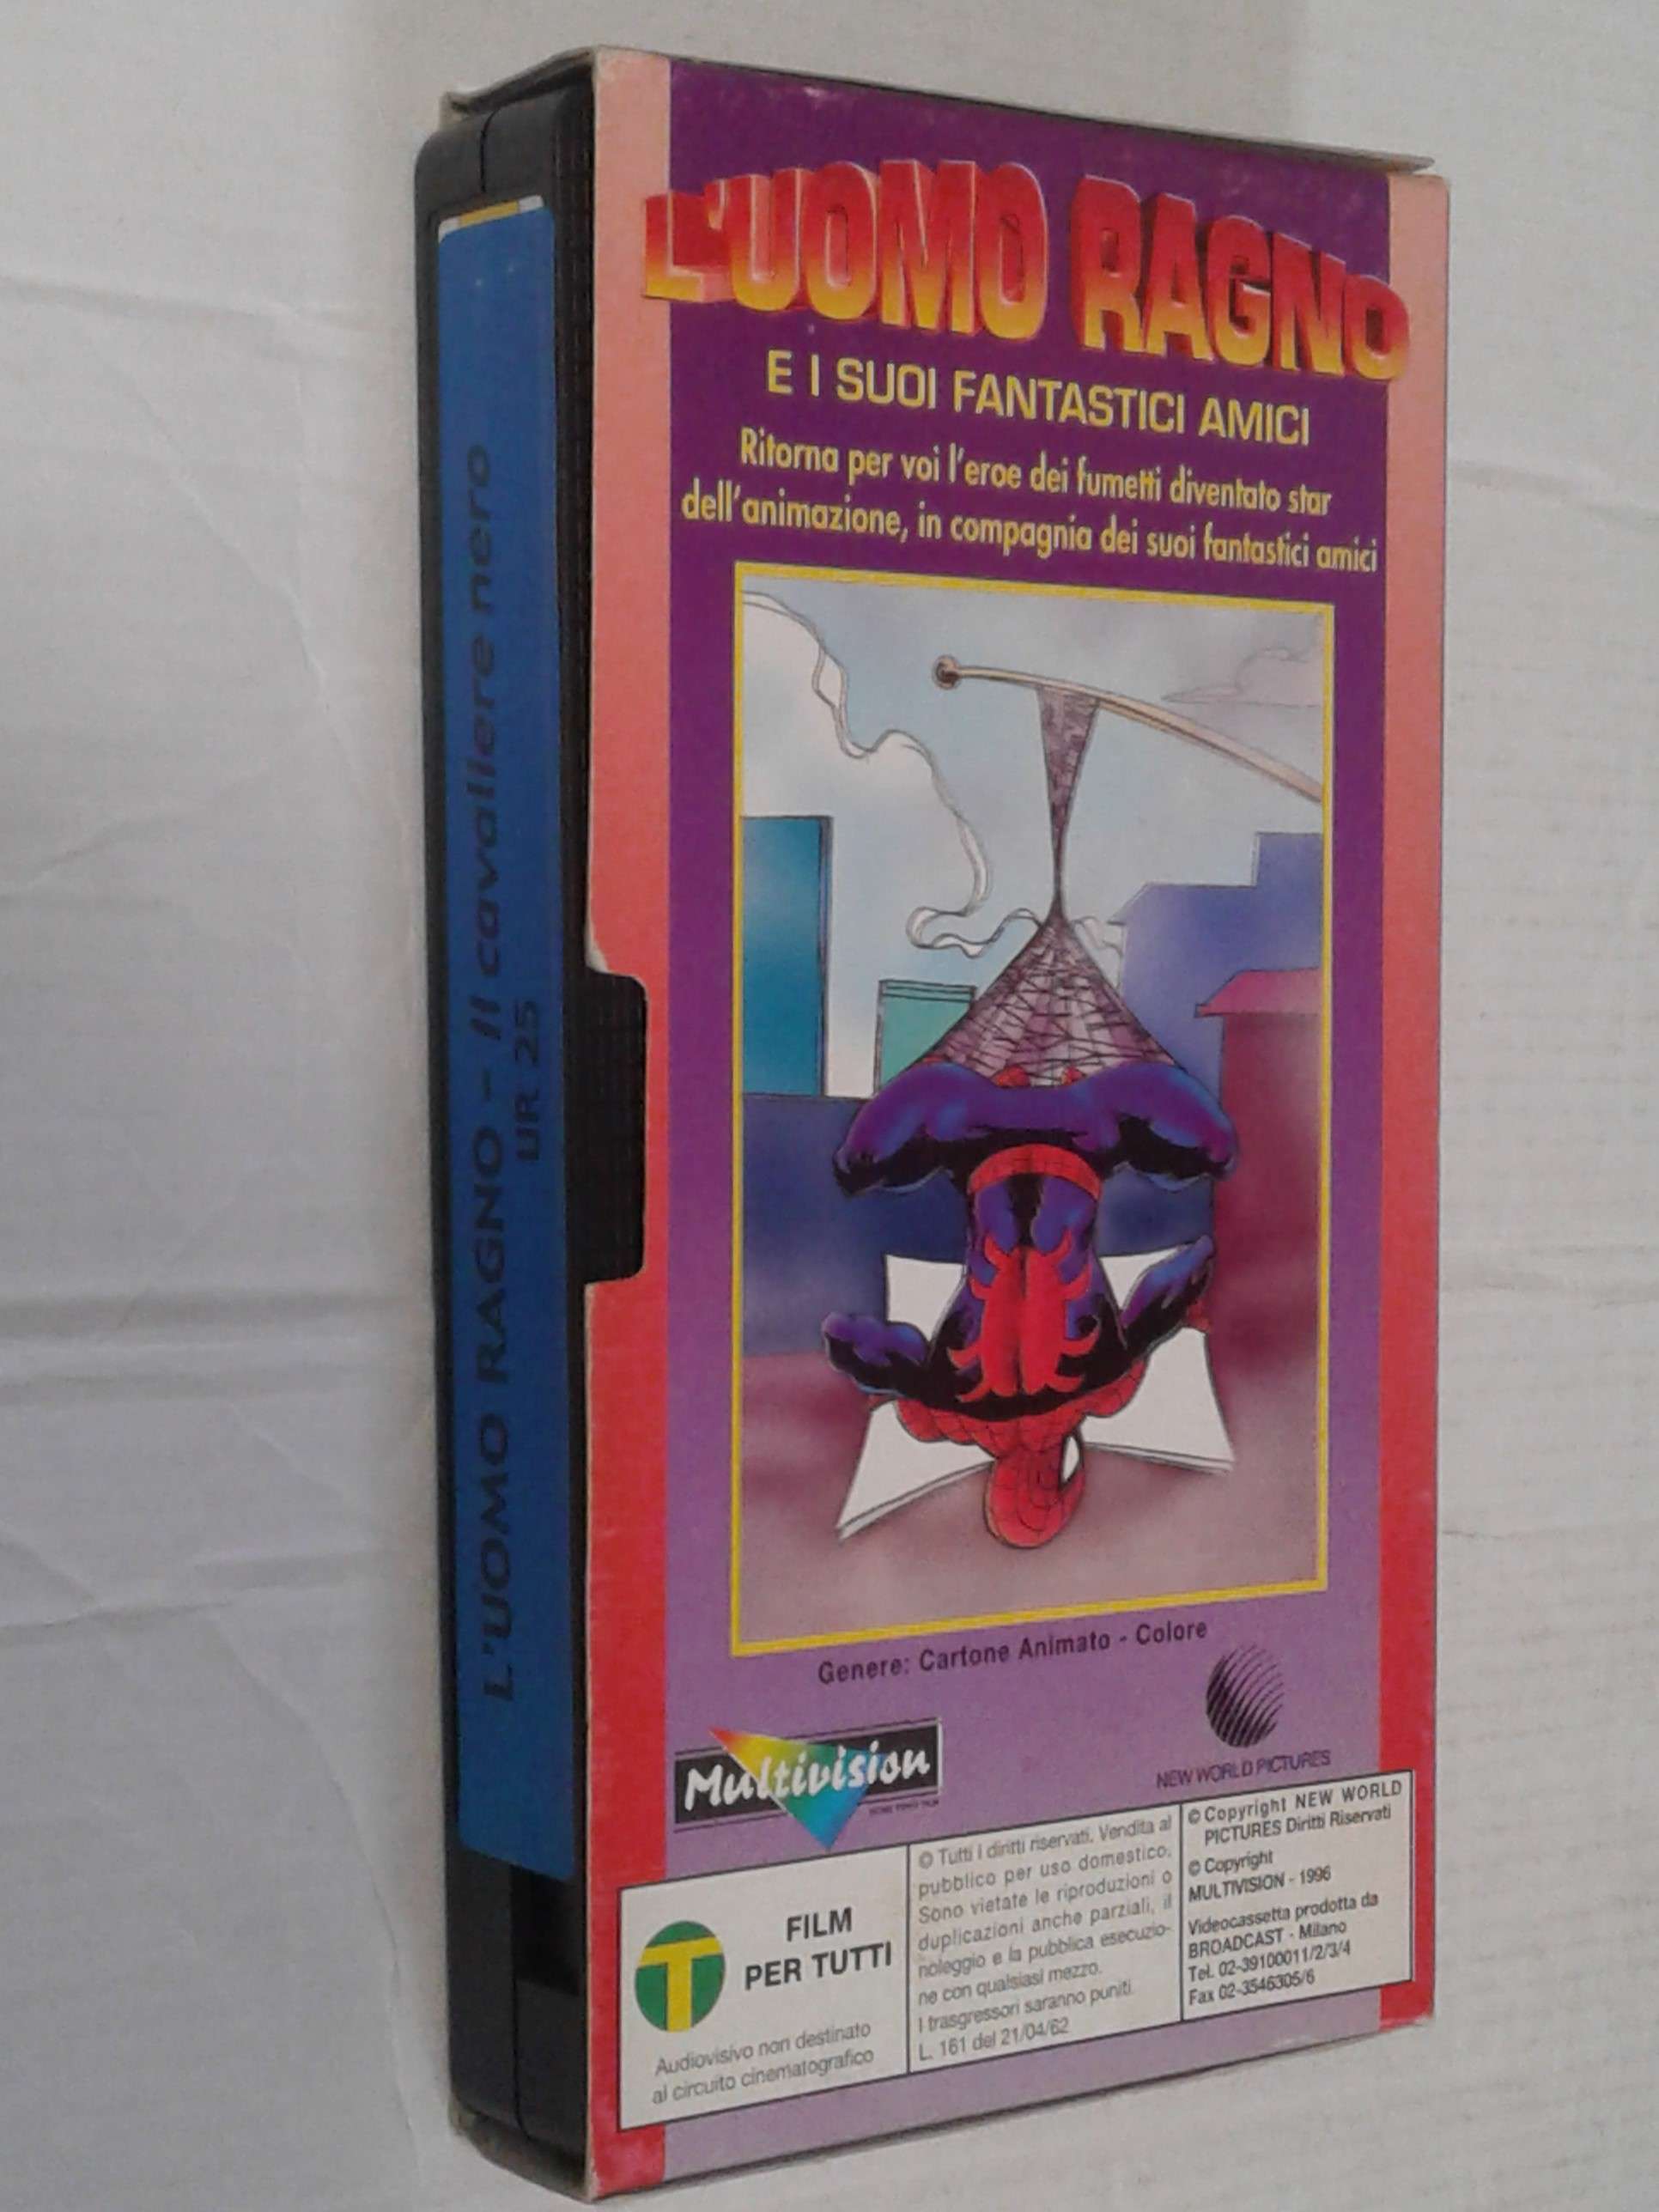 L'UOMO RAGNO - Il cavaliere nero
UR 25
L'UOMO RAGNO
E I SUOI FANTASTICI AMICI
Ritorna per voi l'eroe dei fumetti diventato star
dell'animazione, in compagnia dei suoi fantastici amici
Genere: Cartone Animato - Colore
Multivision
NEW WORLD PICTURES
T
FILM
PER TUTTI
Audiovisivo non destinato
al circuito cinematografico
© Tutti i diritti riservati. Vendita al
pubblico per uso domestico.
Sono vietate le riproduzioni o
duplicazioni anche parziali, il
noleggio e la pubblica esecuzio-
ne con qualsiasi mezzo.
I trasgressori saranno puniti.
L. 161 del 21/04/62
© Copyright NEW WORLD
PICTURES Diritti Riservati
© Copyright
MULTIVISION - 1996
Videocassetta prodotta da
BROADCAST - Milano
Tel. 02-39100011/2/3/4
Fax 02-3546305/6